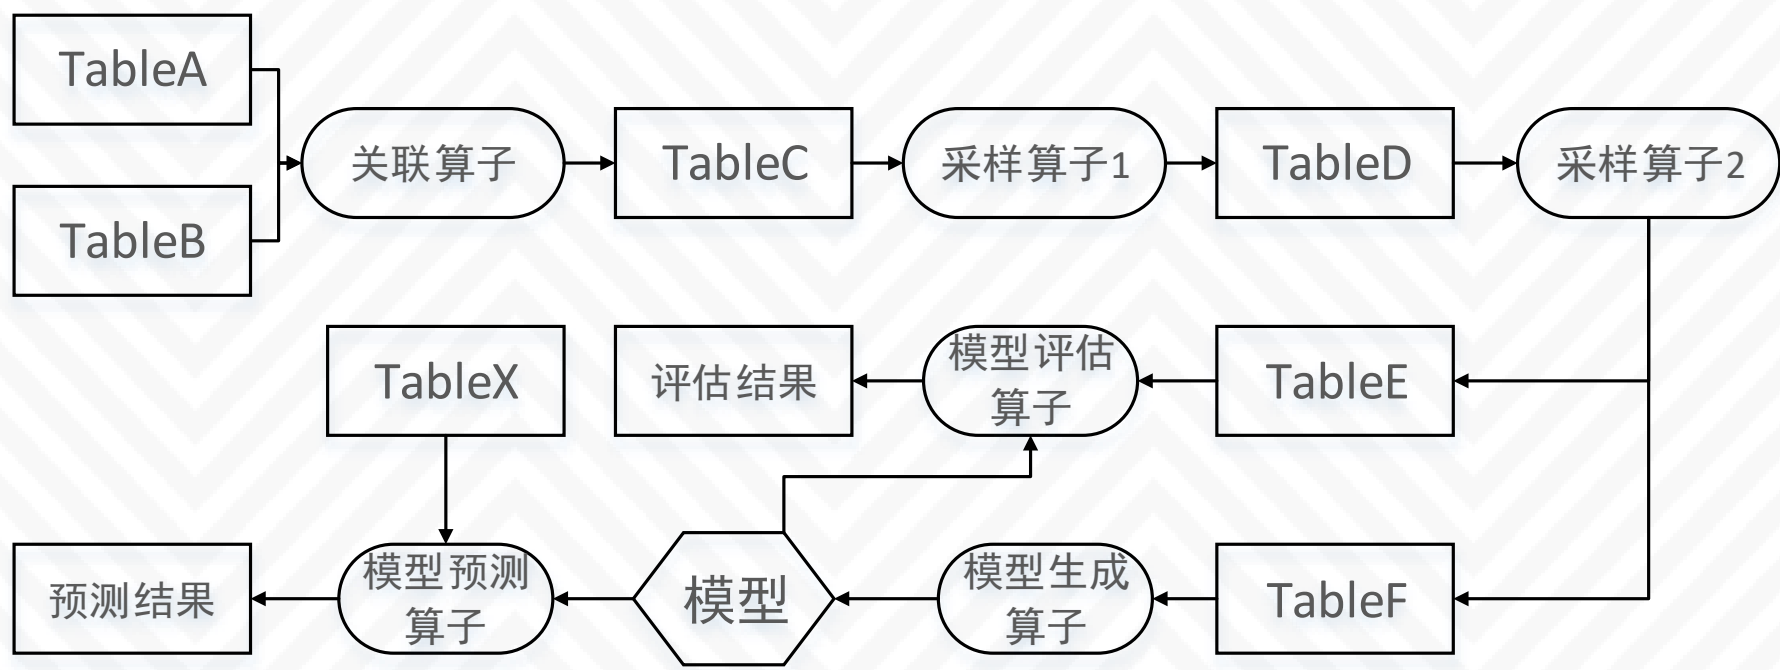 TableA
TableB
关联算子
TableC
采样算子1
TableD
采样算子2
TableX
评估结果
模型评估
算子
TableE
预测结果
模型预测
算子
模型
模型生成
算子
TableF